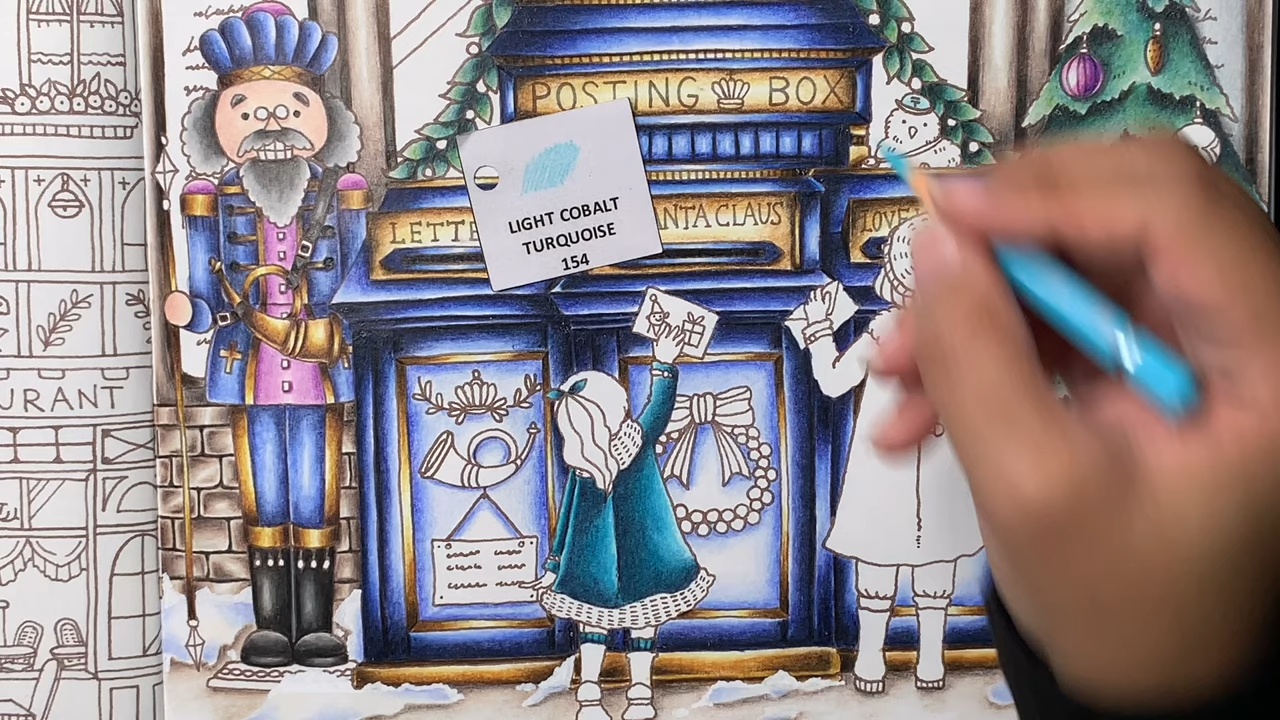 POSTING BOX
LIGHT COBALT
TURQUOISE
154
LETTE
ANTA CLAUS
LOVE
URANT